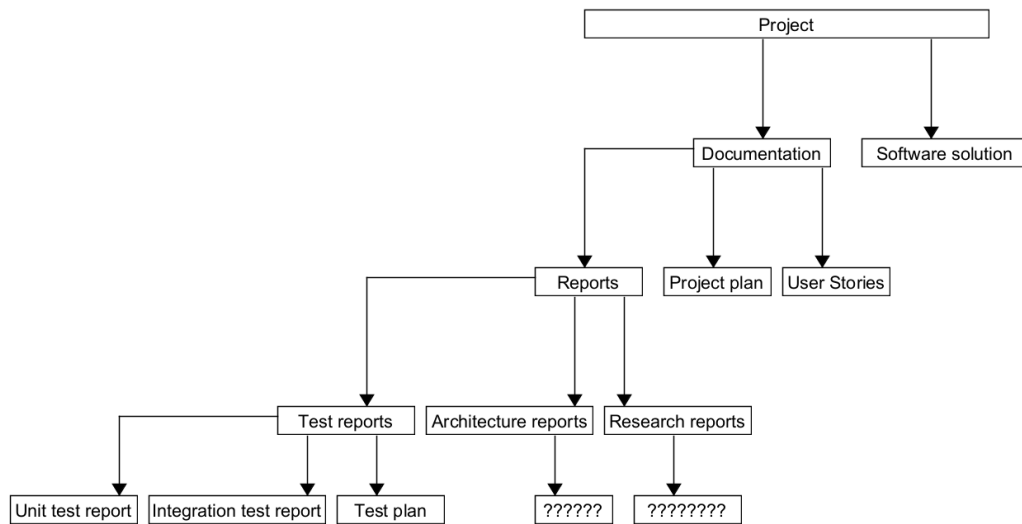 Project
Documentation
Software solution
Reports
Project plan
User Stories
Test reports
Architecture reports
Research reports
Unit test report
Integration test report
Test plan
??????
????????